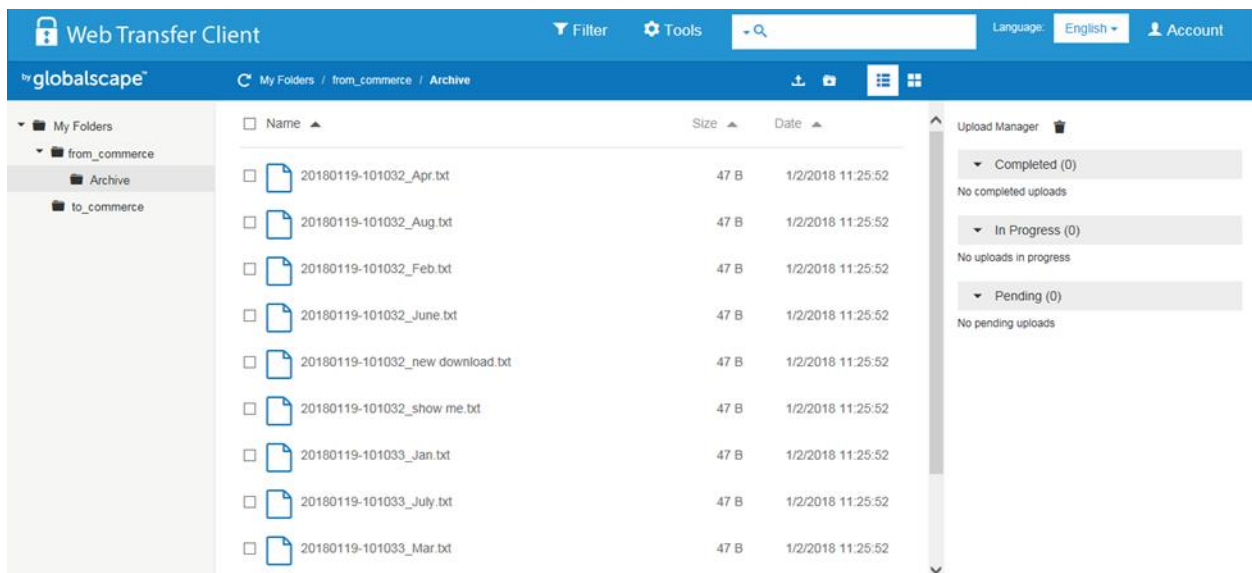 Web Transfer Client
Filter
Tools
Language:
English
Account
by globalscape
My Folders / from_commerce / Archive
My Folders
from_commerce
Archive
to_commerce
Name Size Date
20180119-101032_Apr.txt 47 B 1/2/2018 11:25:52
20180119-101032_Aug.txt 47 B 1/2/2018 11:25:52
20180119-101032_Feb.txt 47 B 1/2/2018 11:25:52
20180119-101032_June.txt 47 B 1/2/2018 11:25:52
20180119-101032_new download.txt 47 B 1/2/2018 11:25:52
20180119-101032_show me.txt 47 B 1/2/2018 11:25:52
20180119-101033_Jan.txt 47 B 1/2/2018 11:25:52
20180119-101033_July.txt 47 B 1/2/2018 11:25:52
20180119-101033_Mar.txt 47 B 1/2/2018 11:25:52
Upload Manager
Completed (0)
No completed uploads
In Progress (0)
No uploads in progress
Pending (0)
No pending uploads